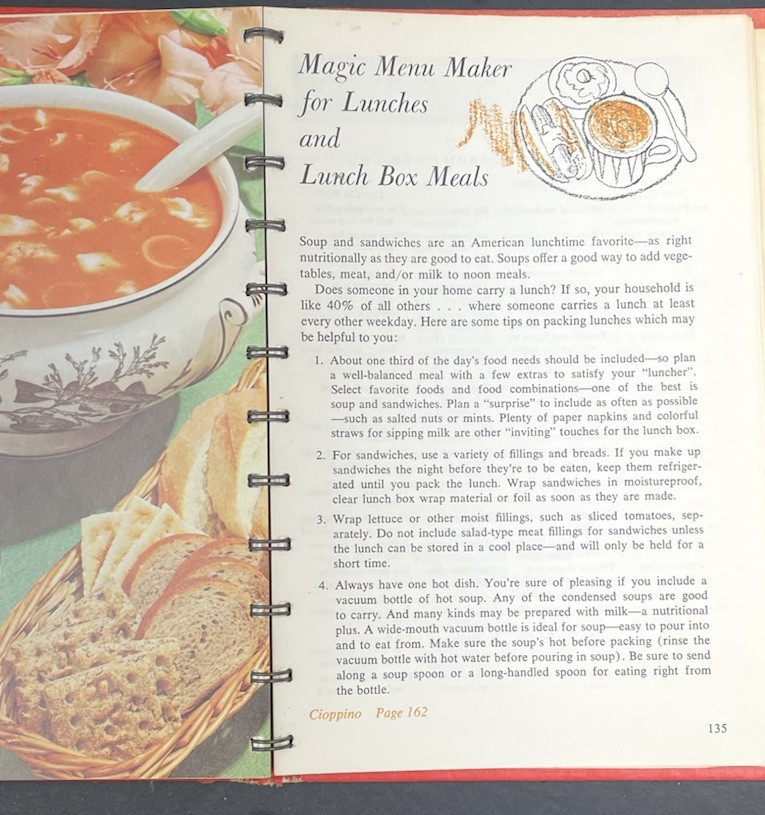 Magic Menu Maker
for Lunches
and
Lunch Box Meals
Soup and sandwiches are an American lunchtime favorite—as right
nutritionally as they are good to eat. Soups offer a good way to add vege-
tables, meat, and/or milk to noon meals.
Does someone in your home carry a lunch? If so, your household is
like 40% of all others . . . where someone carries a lunch at least
every other weekday. Here are some tips on packing lunches which may
be helpful to you:
1. About one third of the day's food needs should be included—so plan
a well-balanced meal with a few extras to satisfy your "luncher".
Select favorite foods and food combinations—one of the best is
soup and sandwiches. Plan a "surprise" to include as often as possible
—such as salted nuts or mints. Plenty of paper napkins and colorful
straws for sipping milk are other "inviting" touches for the lunch box.
2. For sandwiches, use a variety of fillings and breads. If you make up
sandwiches the night before they're to be eaten, keep them refriger-
ated until you pack the lunch. Wrap sandwiches in moistureproof,
clear lunch box wrap material or foil as soon as they are made.
3. Wrap lettuce or other moist fillings, such as sliced tomatoes, sep-
arately. Do not include salad-type meat fillings for sandwiches unless
the lunch can be stored in a cool place—and will only be held for a
short time.
4. Always have one hot dish. You're sure of pleasing if you include a
vacuum bottle of hot soup. Any of the condensed soups are good
to carry. And many kinds may be prepared with milk—a nutritional
plus. A wide-mouth vacuum bottle is ideal for soup—easy to pour into
and to eat from. Make sure the soup's hot before packing (rinse the
vacuum bottle with hot water before pouring in soup). Be sure to send
along a soup spoon or a long-handled spoon for eating right from
the bottle.
Cioppino Page 162
135